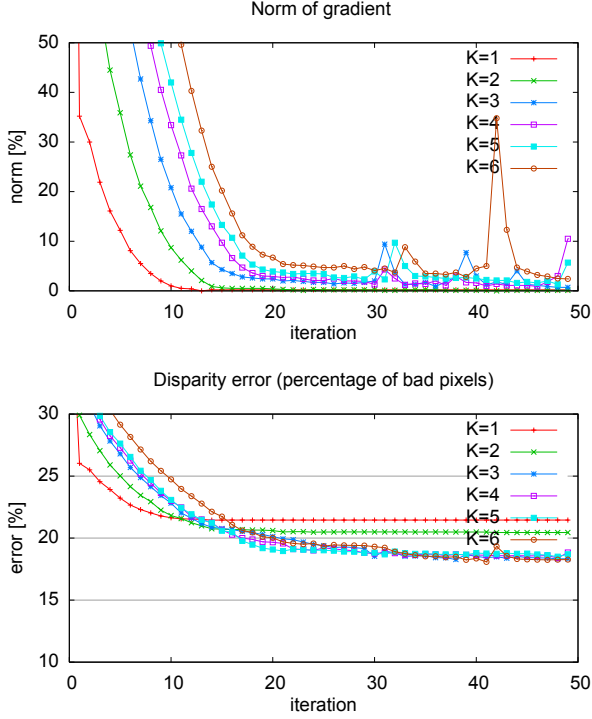 Norm of gradient
50
40
30
20
10
0
norm [%]
K=1
K=2
K=3
K=4
K=5
K=6
0 10 20 30 40 50
iteration
Disparity error (percentage of bad pixels)
30
25
20
15
10
error [%]
K=1
K=2
K=3
K=4
K=5
K=6
0 10 20 30 40 50
iteration